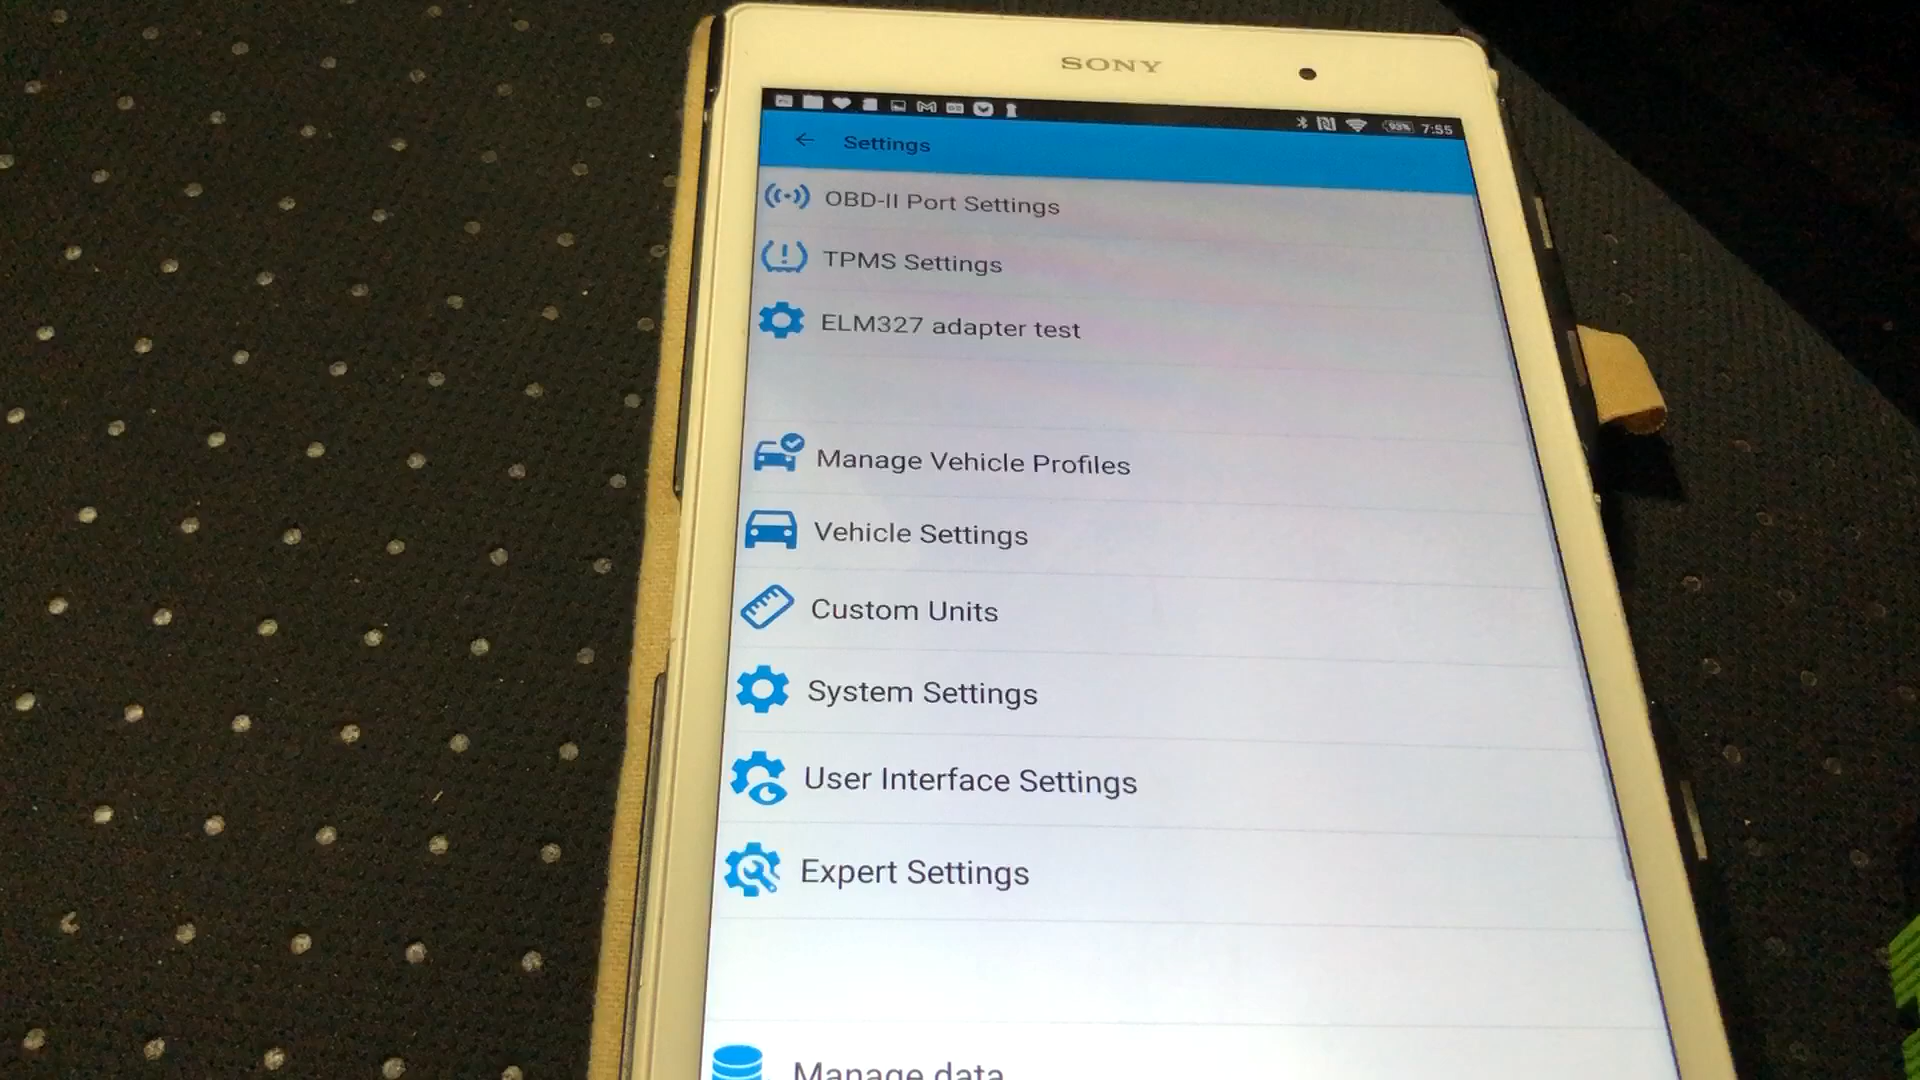 SONY
93% 7:55
Settings
OBD-II Port Settings
TPMS Settings
ELM327 adapter test
Manage Vehicle Profiles
Vehicle Settings
Custom Units
System Settings
User Interface Settings
Expert Settings
Manage data